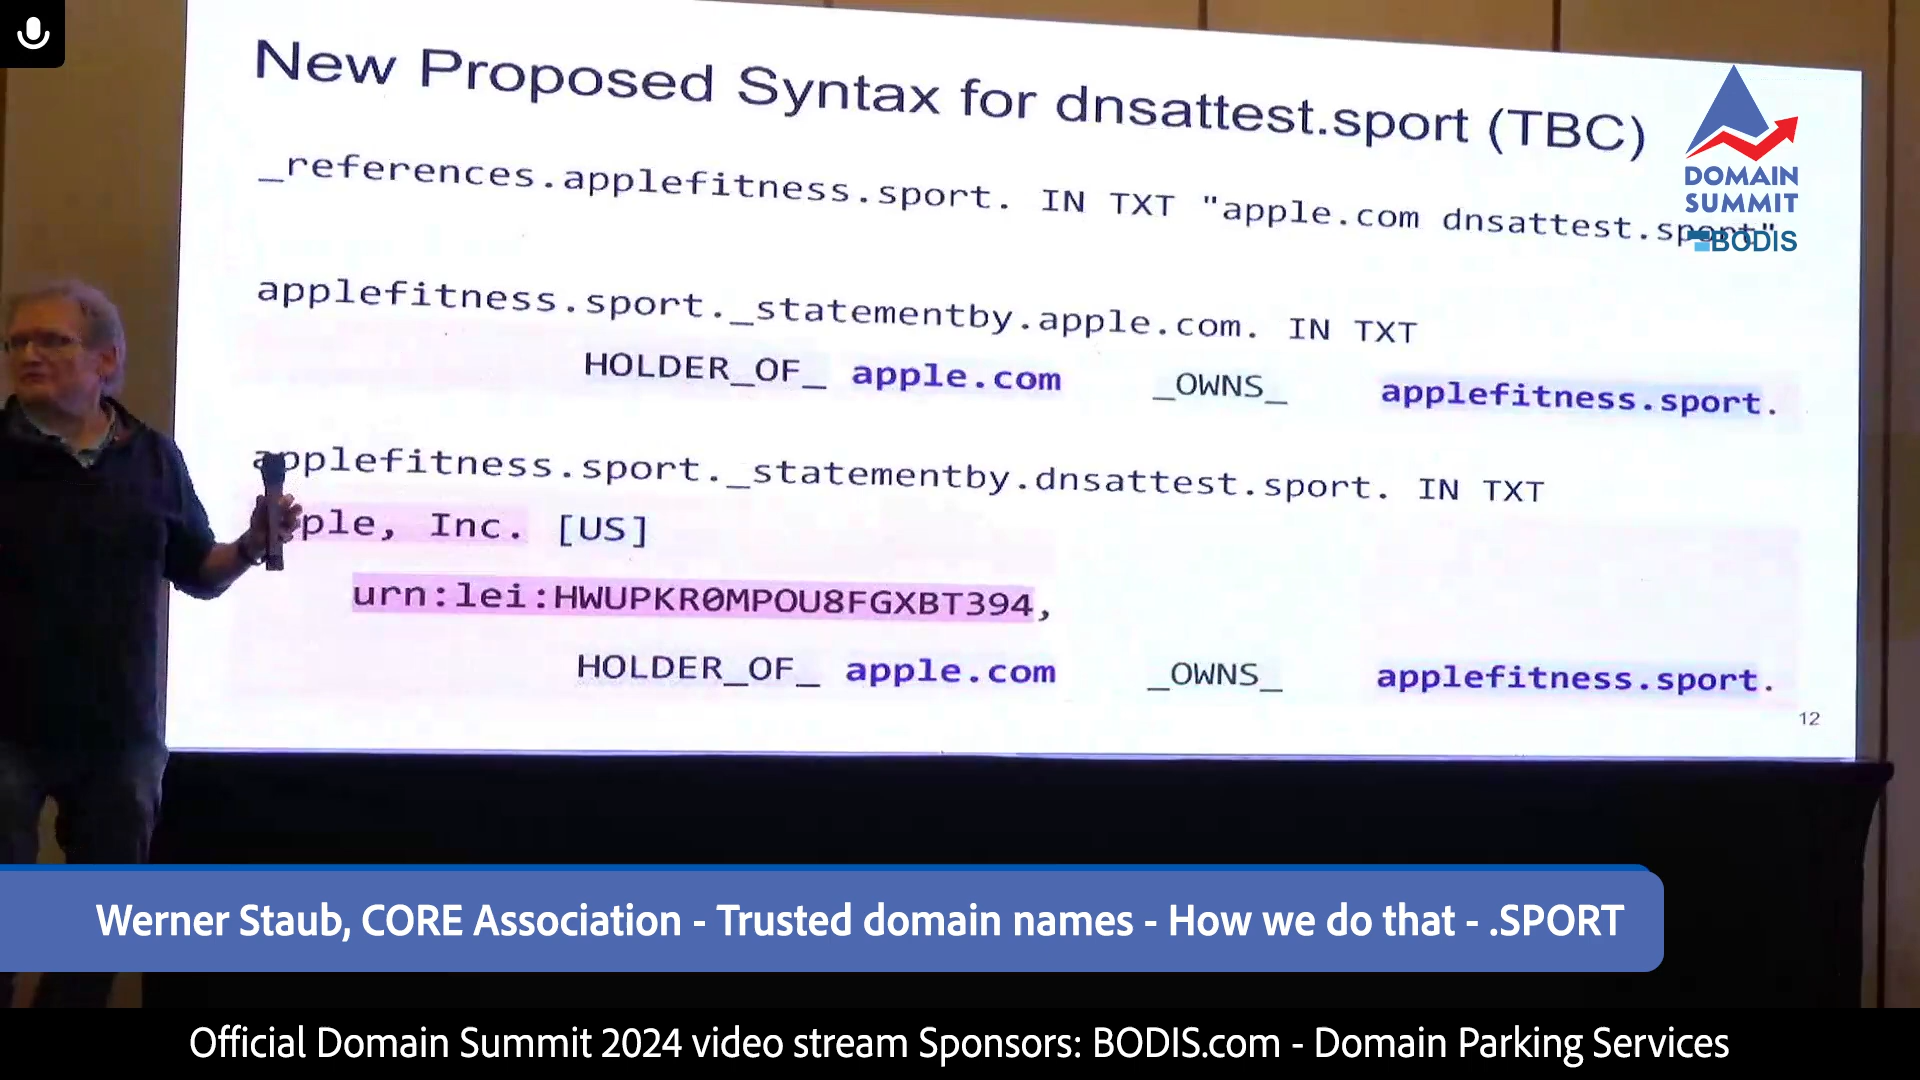 New Proposed Syntax for dnsattest.sport (TBC)
_references.applefitness.sport. IN TXT "apple.com dnsattest.sport"
DOMAIN
SUMMIT
BODIS
applefitness.sport._statementby.apple.com. IN TXT
HOLDER_OF_ apple.com _OWNS_ applefitness.sport.
applefitness.sport._statementby.dnsattest.sport. IN TXT
ple, Inc. [US]
urn:lei:HWUPKR0MPOU8FGXBT394,
HOLDER_OF_ apple.com _OWNS_ applefitness.sport.
12
Werner Staub, CORE Association - Trusted domain names - How we do that - .SPORT
Official Domain Summit 2024 video stream Sponsors: BODIS.com - Domain Parking Services